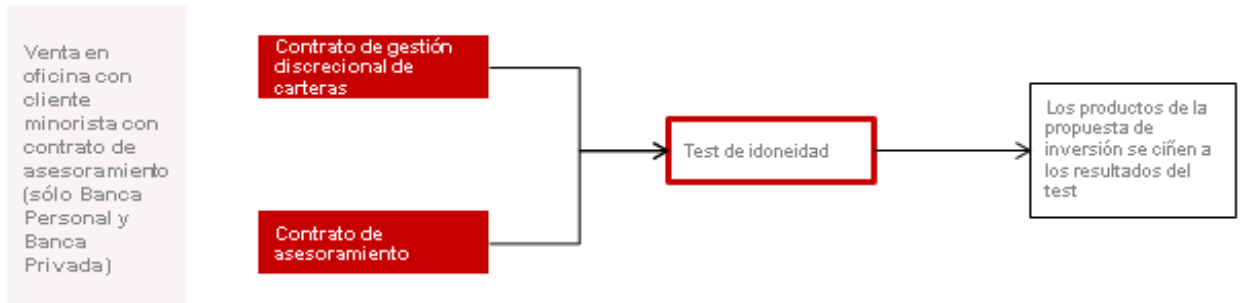 Venta en
oficina con
cliente
minorista con
contrato de
asesoramiento
(sólo Banca
Personal y
Banca
Privada)
Contrato de gestión
discrecional de
carteras
Contrato de
asesoramiento
Test de idoneidad
Los productos de la
propuesta de
inversión se ciñen a
los resultados del
test